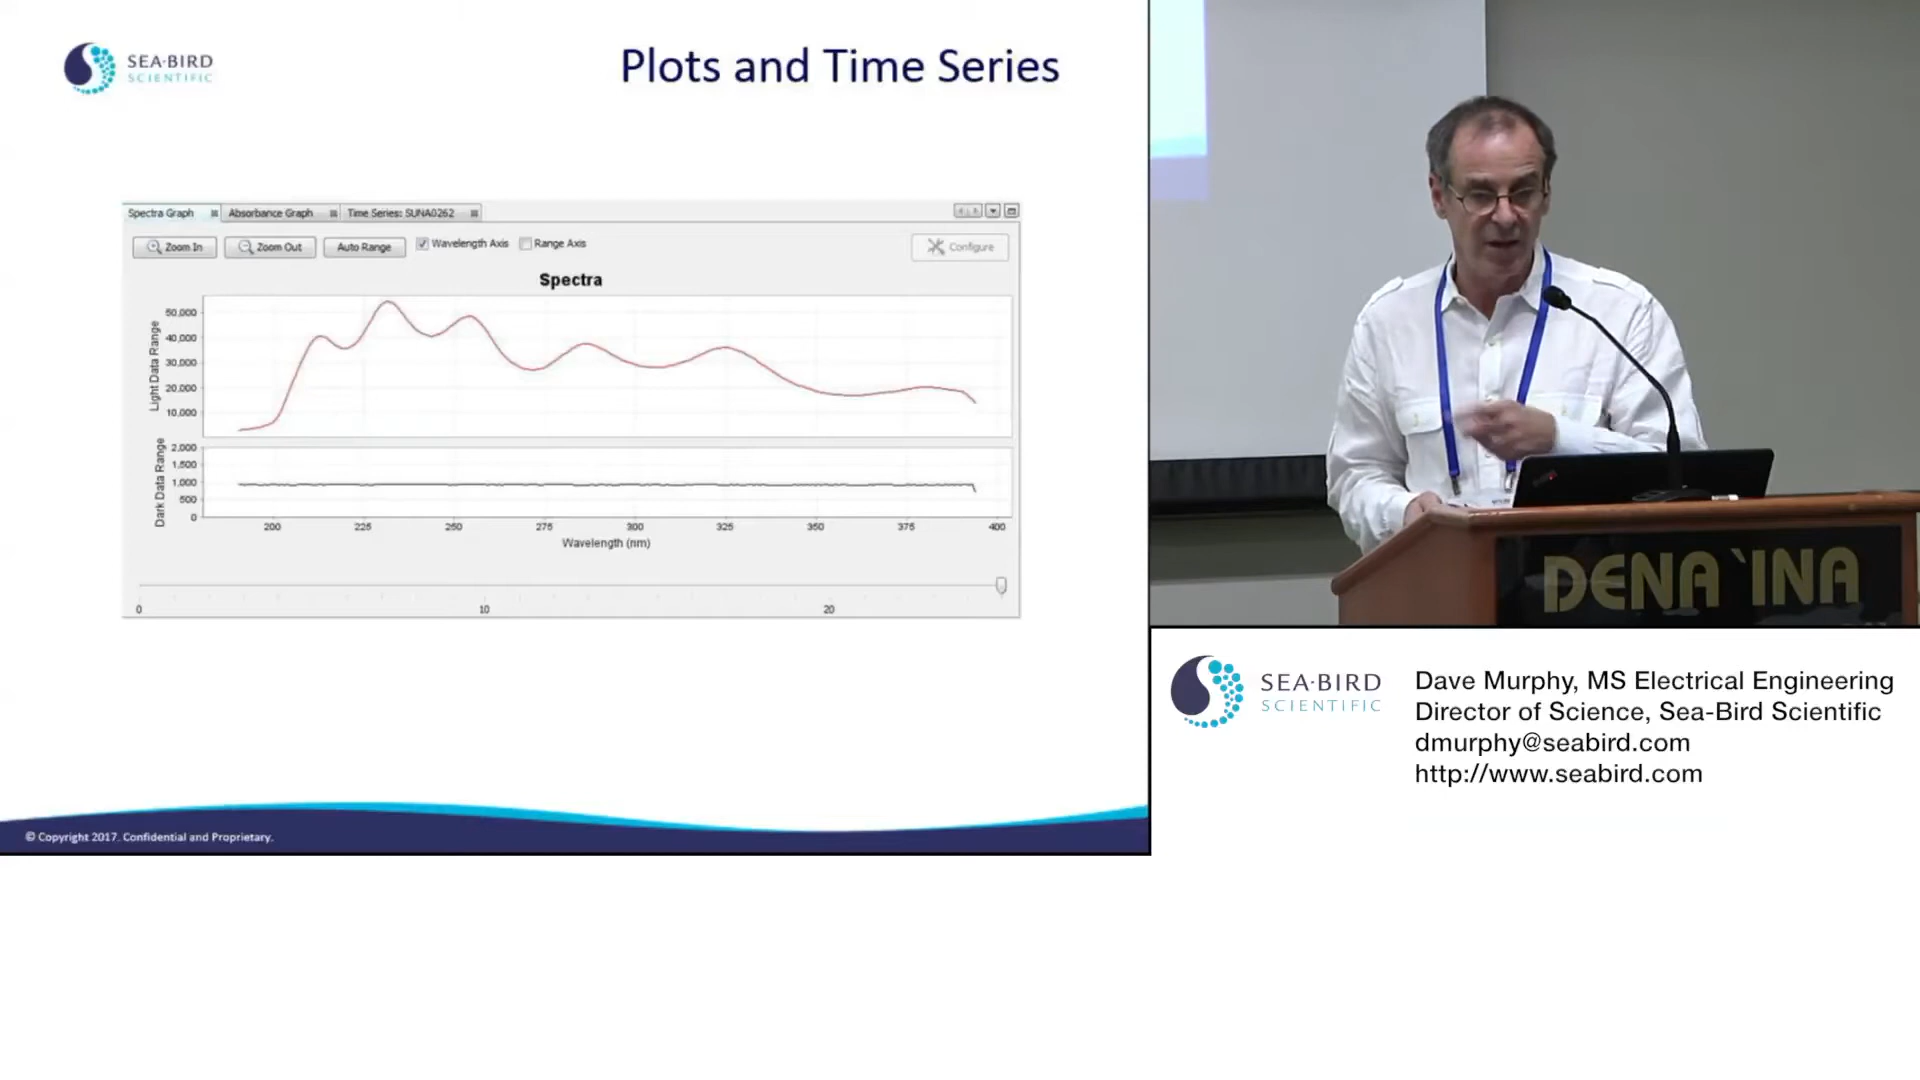 SEA·BIRD
SCIENTIFIC
Plots and Time Series
Spectra Graph
Absorbance Graph
Time Series: SUNA0262
Zoom In
Zoom Out
Auto Range
Wavelength Axis
Range Axis
Configure
Spectra
Light Data Range
50,000
40,000
30,000
20,000
10,000
Dark Data Range
2,000
1,500
1,000
500
0
200 225 250 275 300 325 350 375 400
Wavelength (nm)
0 10 20
© Copyright 2017. Confidential and Proprietary.
DENA'INA
SEA·BIRD
SCIENTIFIC
Dave Murphy, MS Electrical Engineering
Director of Science, Sea-Bird Scientific
dmurphy@seabird.com
http://www.seabird.com